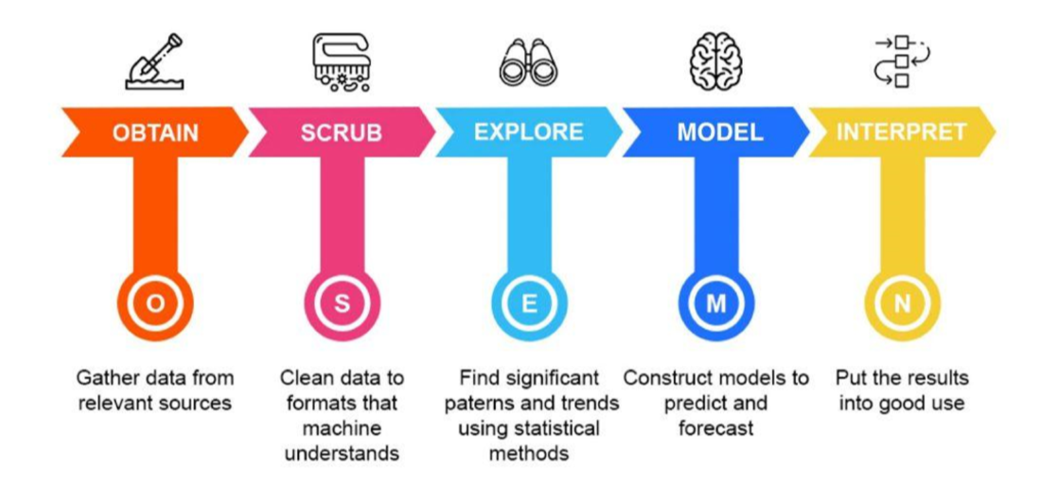 OBTAIN
SCRUB
EXPLORE
MODEL
INTERPRET
O
S
E
M
N
Gather data from
relevant sources
Clean data to
formats that
machine
understands
Find significant
paterns and trends
using statistical
methods
Construct models to
predict and
forecast
Put the results
into good use